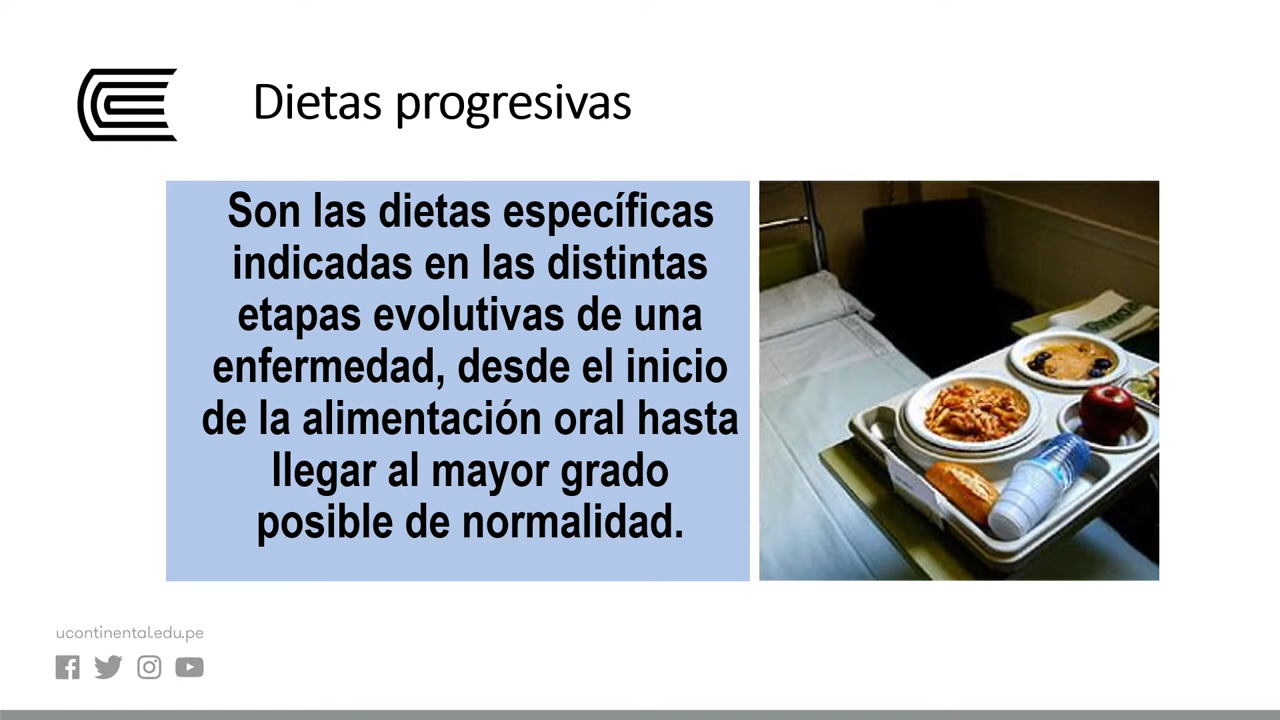 Dietas progresivas
Son las dietas específicas
indicadas en las distintas
etapas evolutivas de una
enfermedad, desde el inicio
de la alimentación oral hasta
llegar al mayor grado
posible de normalidad.
ucontinental.edu.pe